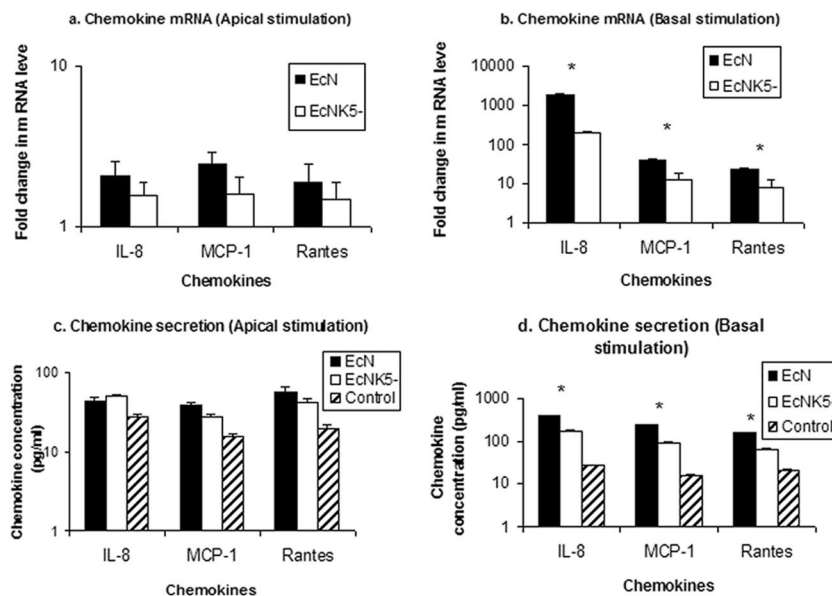 a. Chemokine mRNA (Apical stimulation)
10
1
Fold change in m RNA leve
EcN
EcNK5-
IL-8 MCP-1 Rantes
Chemokines
b. Chemokine mRNA (Basal stimulation)
10000
1000
100
10
1
Fold change in m RNA level
EcN
EcNK5-
* * *
IL-8 MCP-1 Rantes
Chemokines
c. Chemokine secretion (Apical stimulation)
100
10
1
Chemokine concentration
(pg/ml)
EcN
EcNK5-
Control
IL-8 MCP-1 Rantes
Chemokines
d. Chemokine secretion (Basal
stimulation)
1000
100
10
1
Chemokine
concentration (pg/ml)
EcN
EcNK5-
Control
* * *
IL-8 MCP-1 Rantes
Chemokines